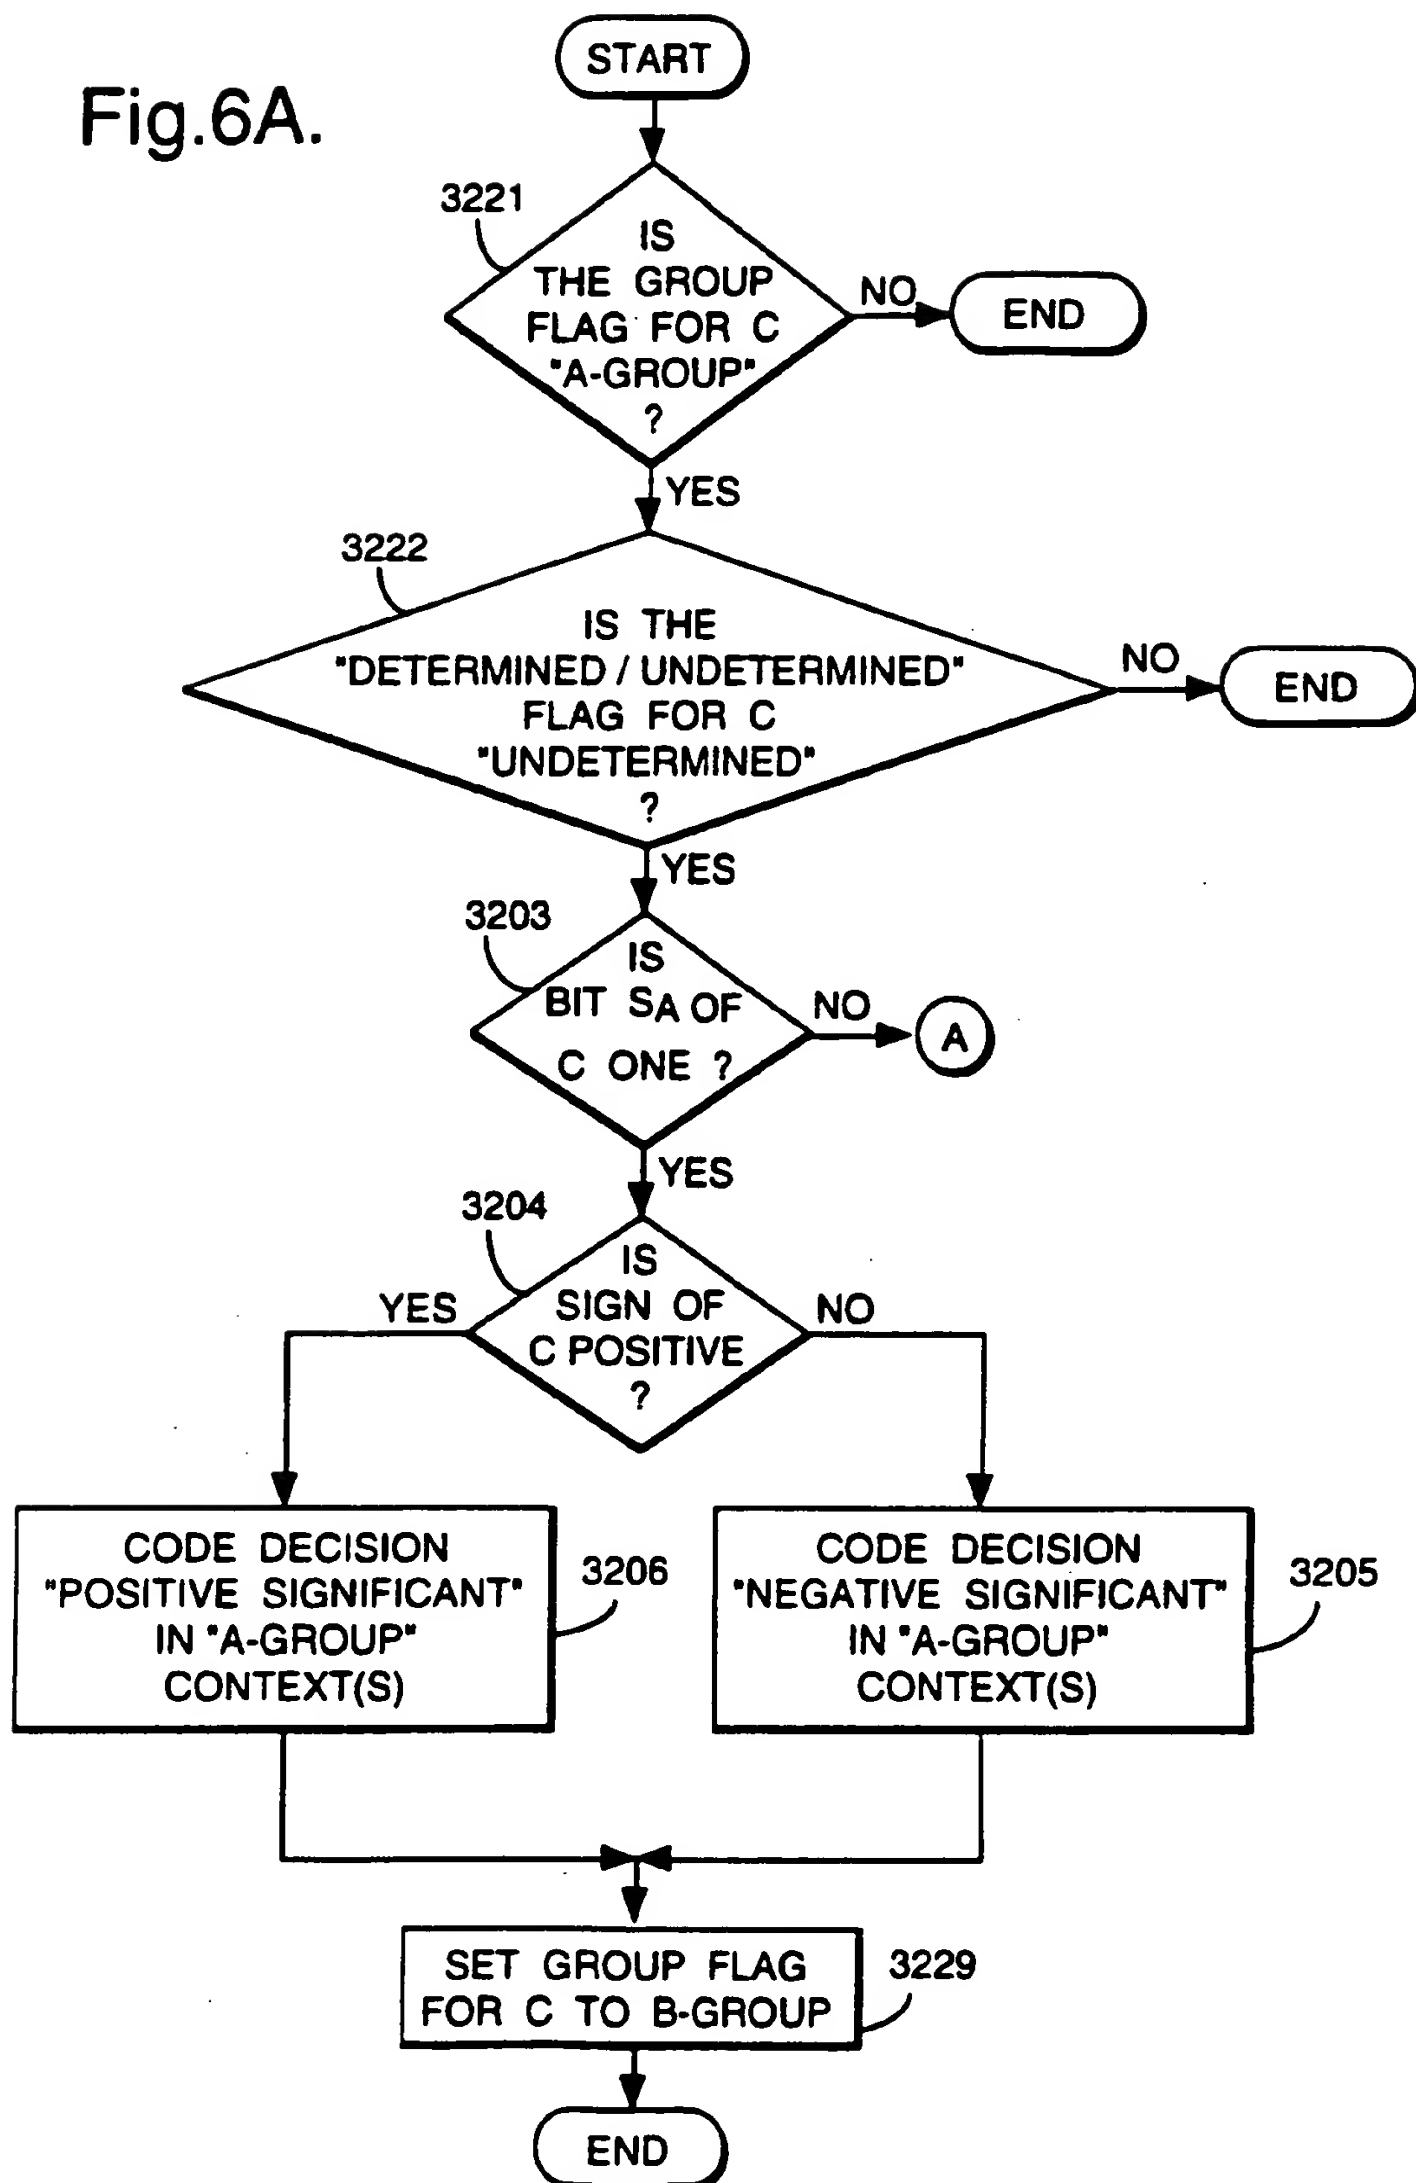 Fig.6A.
START
3221
IS
THE GROUP
FLAG FOR C
"A-GROUP"
?
NO
END
YES
3222
IS THE
"DETERMINED / UNDETERMINED"
FLAG FOR C
"UNDETERMINED"
?
NO
END
YES
3203
IS
BIT SA OF
C ONE ?
NO
A
YES
3204
IS
SIGN OF
C POSITIVE
?
YES
NO
CODE DECISION
"POSITIVE SIGNIFICANT"
IN "A-GROUP"
CONTEXT(S)
3206
CODE DECISION
"NEGATIVE SIGNIFICANT"
IN "A-GROUP"
CONTEXT(S)
3205
SET GROUP FLAG
FOR C TO B-GROUP
3229
END